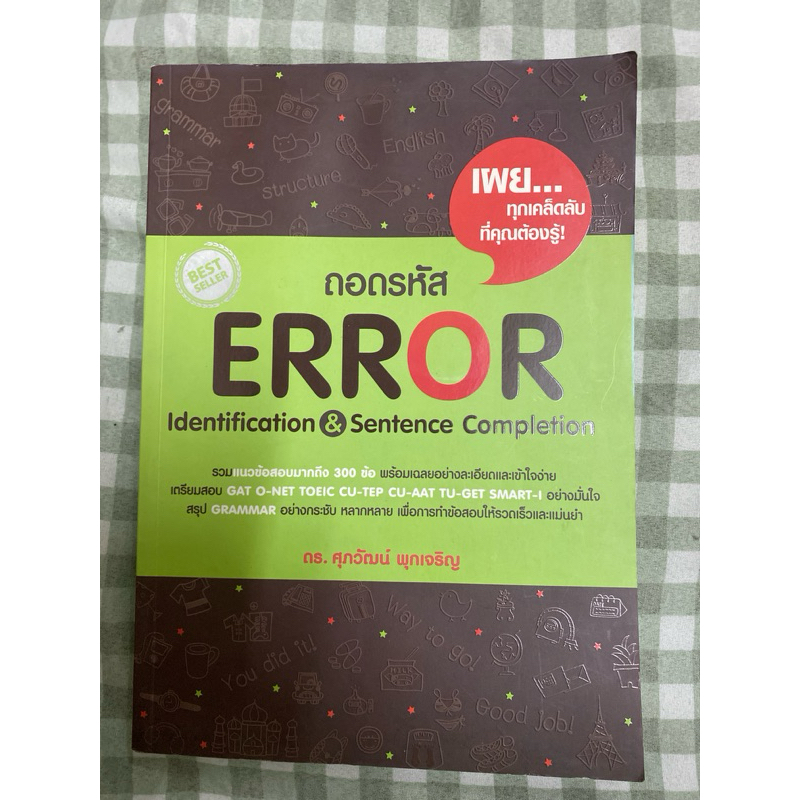 grammar
English
structure
เผย...
ทุกเคล็ดลับ
ที่คุณต้องรู้!
BEST
SELLER
ถอดรหัส
ERROR
Identification & Sentence Completion
รวมแนวข้อสอบมากถึง 300 ข้อ พร้อมเฉลยอย่างละเอียดและเข้าใจง่าย
เตรียมสอบ GAT O-NET TOEIC CU-TEP CU-AAT TU-GET SMART-I อย่างมั่นใจ
สรุป GRAMMAR อย่างกระชับ หลากหลาย เพื่อการทำข้อสอบให้รวดเร็วและแม่นยำ
ดร. ศุภวัฒน์ พุกเจริญ
Way to go!
You did it!
MILK
Good job!